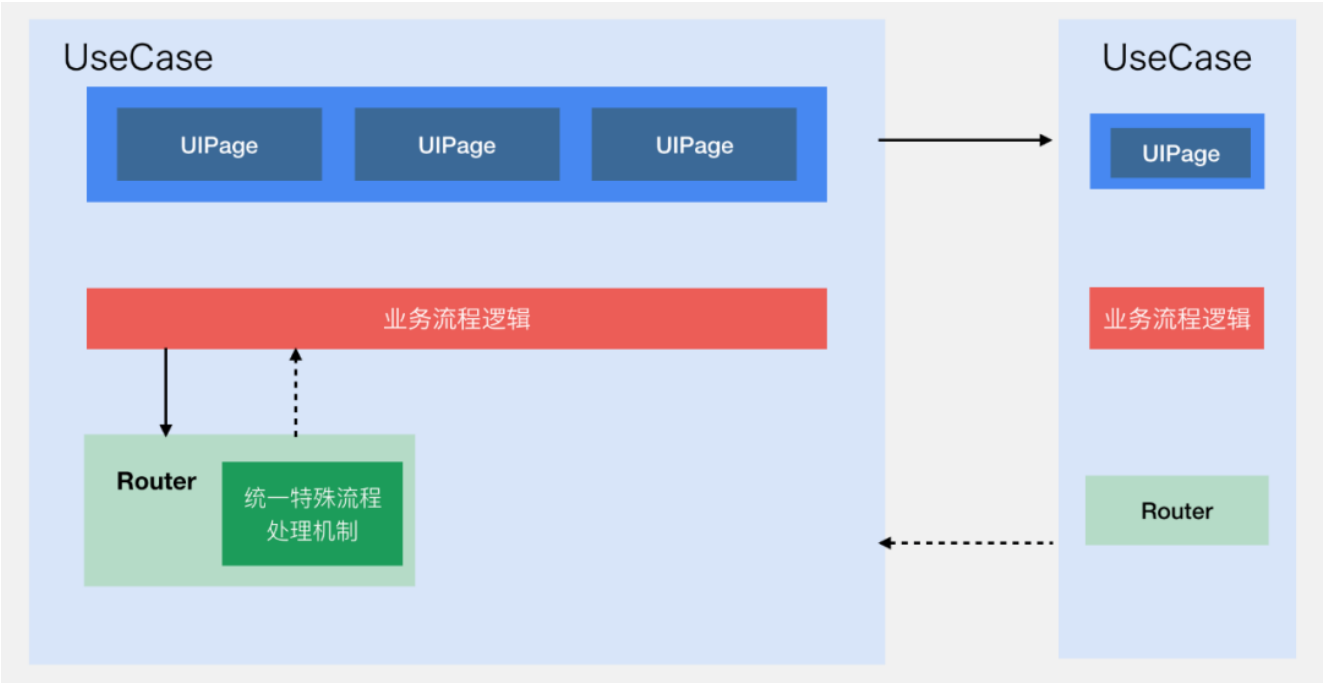 UseCase
UIPage
UIPage
UIPage
业务流程逻辑
Router
统一特殊流程
处理机制
UseCase
UIPage
业务流程逻辑
Router